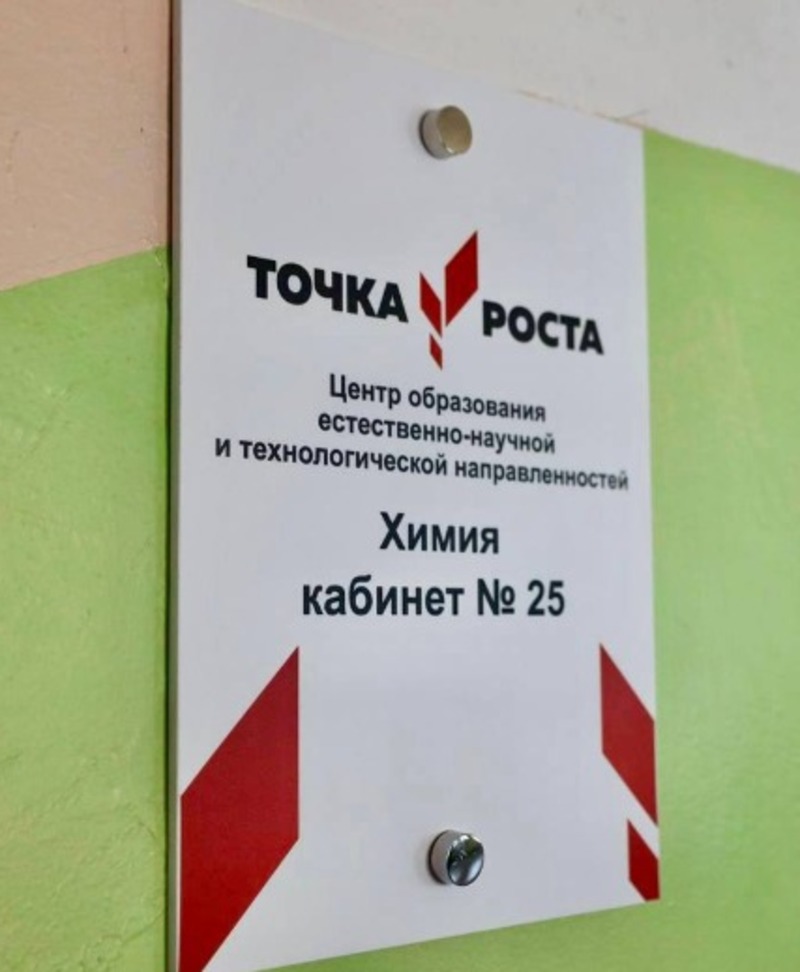 ТОЧКА РОСТА
Центр образования
естественно-научной
и технологической направленностей
Химия
кабинет № 25